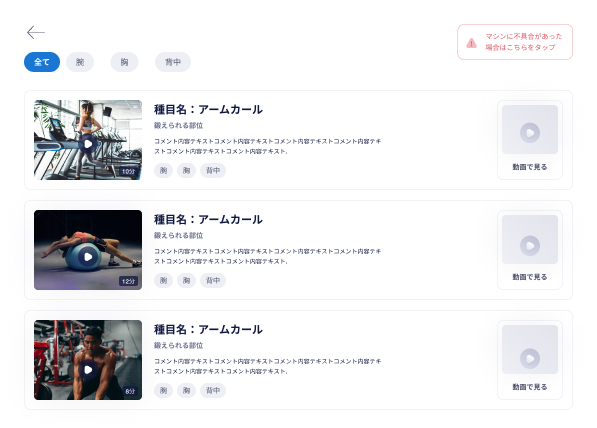 マシンに不具合があった
場合はこちらをタップ
全て
腕
胸
背中
種目名：アームカール
鍛えられる部位
コメント内容テキストコメント内容テキストコメント内容テキストコメント内容テキ
ストコメント内容テキストコメント内容テキスト。
腕
胸
背中
10分
動画で見る
種目名：アームカール
鍛えられる部位
コメント内容テキストコメント内容テキストコメント内容テキストコメント内容テキ
ストコメント内容テキストコメント内容テキスト。
腕
胸
背中
12分
動画で見る
種目名：アームカール
鍛えられる部位
コメント内容テキストコメント内容テキストコメント内容テキストコメント内容テキ
ストコメント内容テキストコメント内容テキスト。
腕
胸
背中
8分
動画で見る